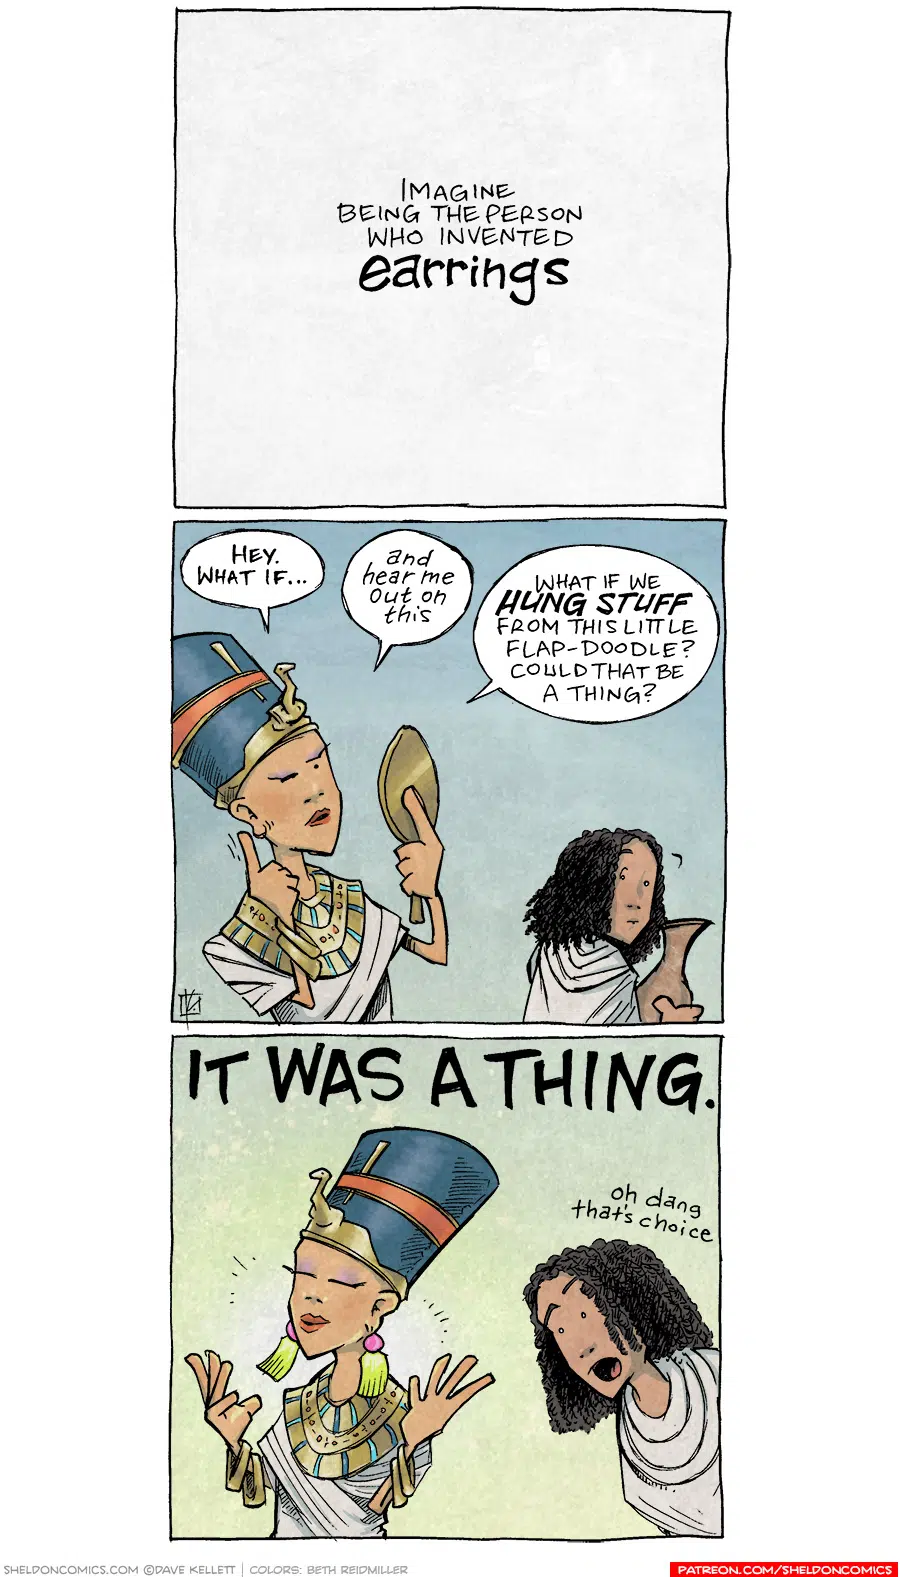 IMAGINE
BEING THE PERSON
WHO INVENTED
earrings
HEY.
WHAT IF...
and
hear me
out on
this
WHAT IF WE
HUNG STUFF
FROM THIS LITTLE
FLAP-DOODLE?
COULD THAT BE
A THING?
IT WAS A THING.
oh dang
that's choice
SHELDONCOMICS.COM ©DAVE KELLETT | COLORS: BETH REIDMILLER
PATREON.COM/SHELDONCOMICS